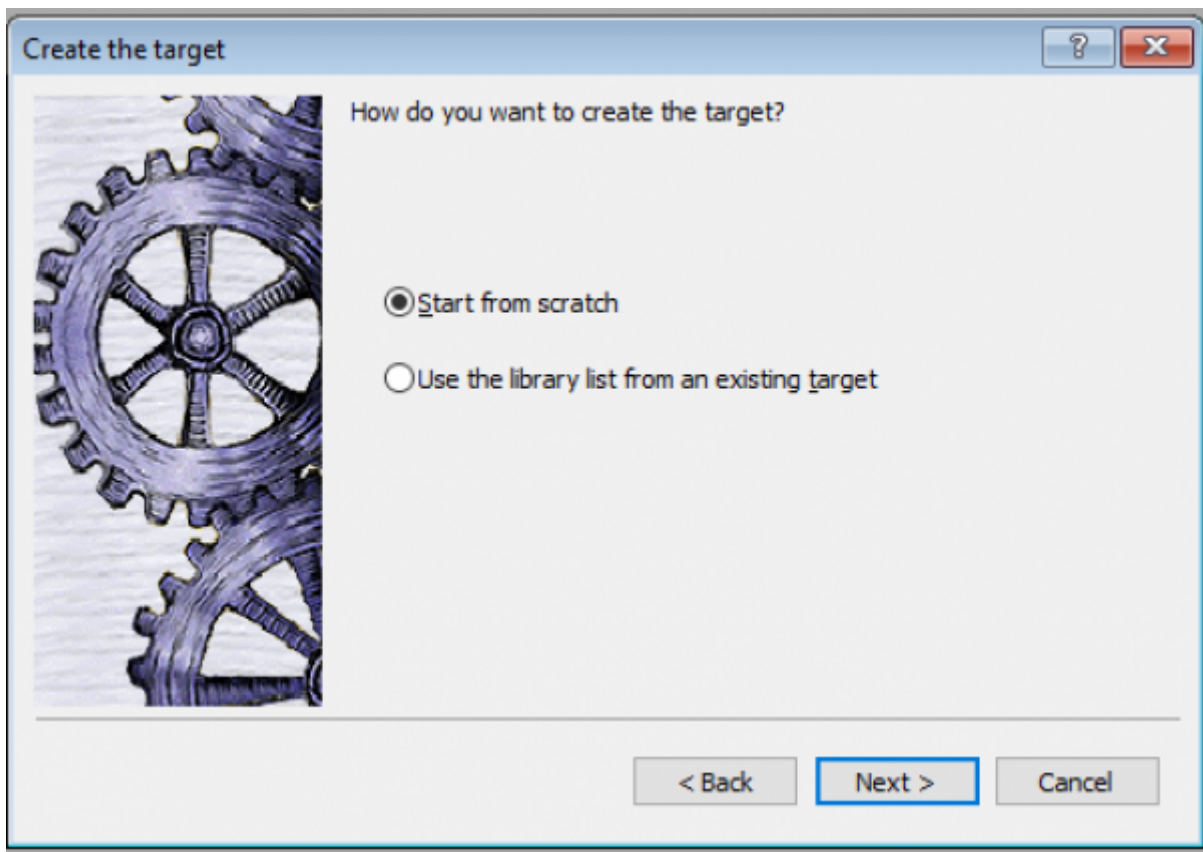 Create the target
How do you want to create the target?
Start from scratch
Use the library list from an existing target
< Back Next > Cancel